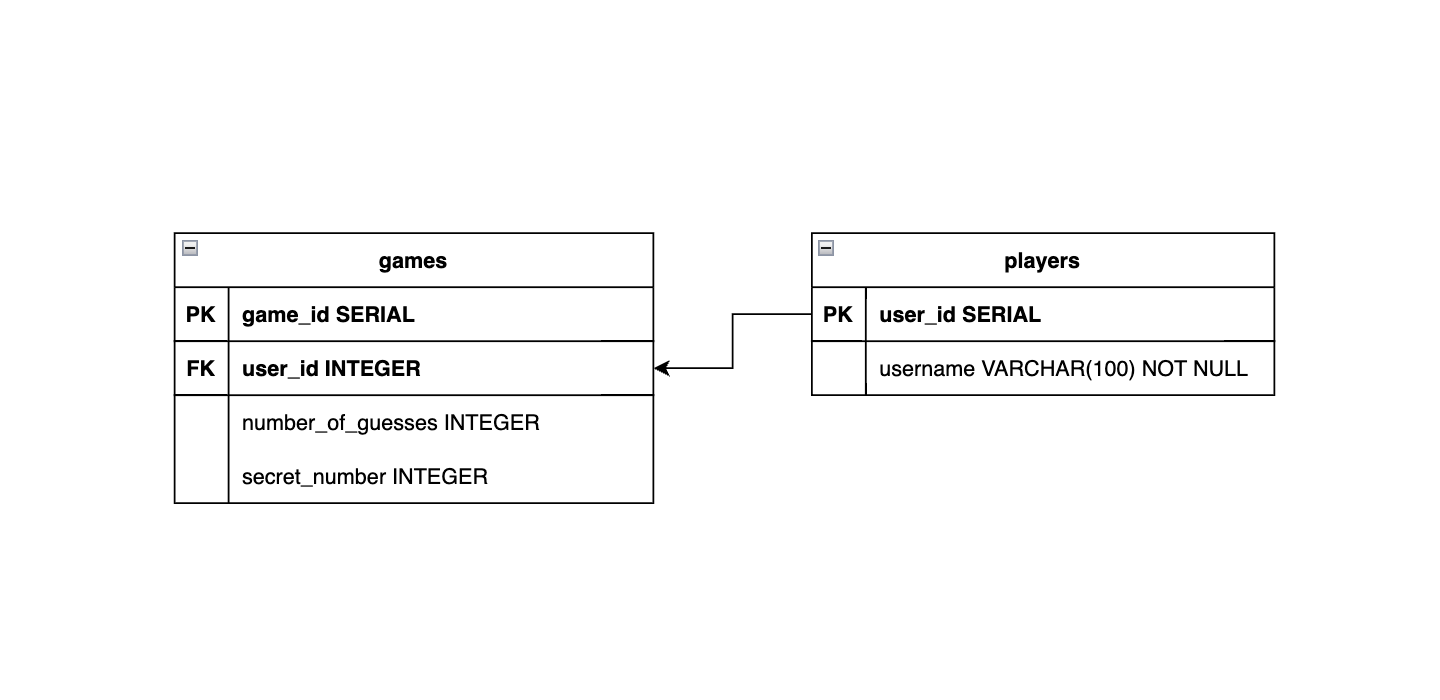 games
PK game_id SERIAL
FK user_id INTEGER
number_of_guesses INTEGER
secret_number INTEGER
players
PK user_id SERIAL
username VARCHAR(100) NOT NULL